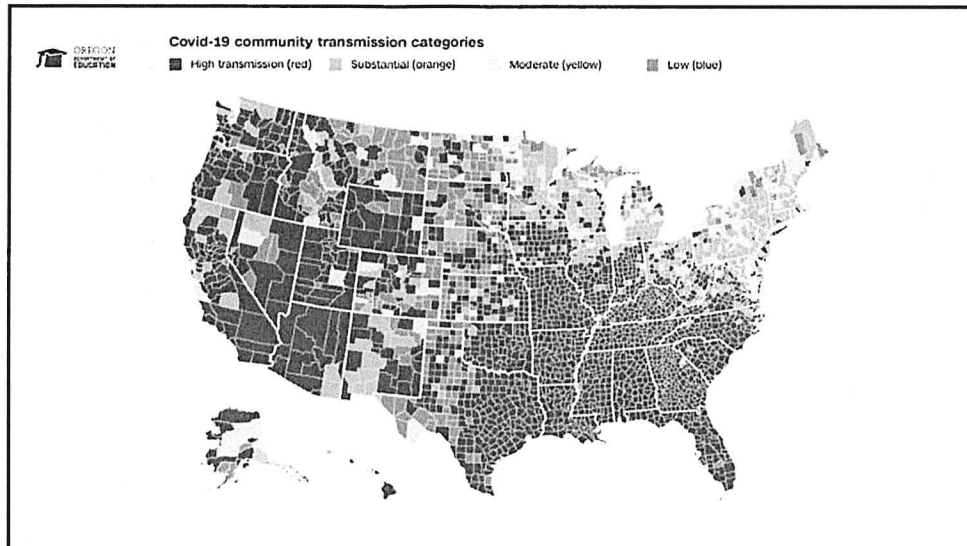 Covid-19 community transmission categories
OREGON
DEPARTMENT OF
EDUCATION
High transmission (red) Substantial (orange) Moderate (yellow) Low (blue)